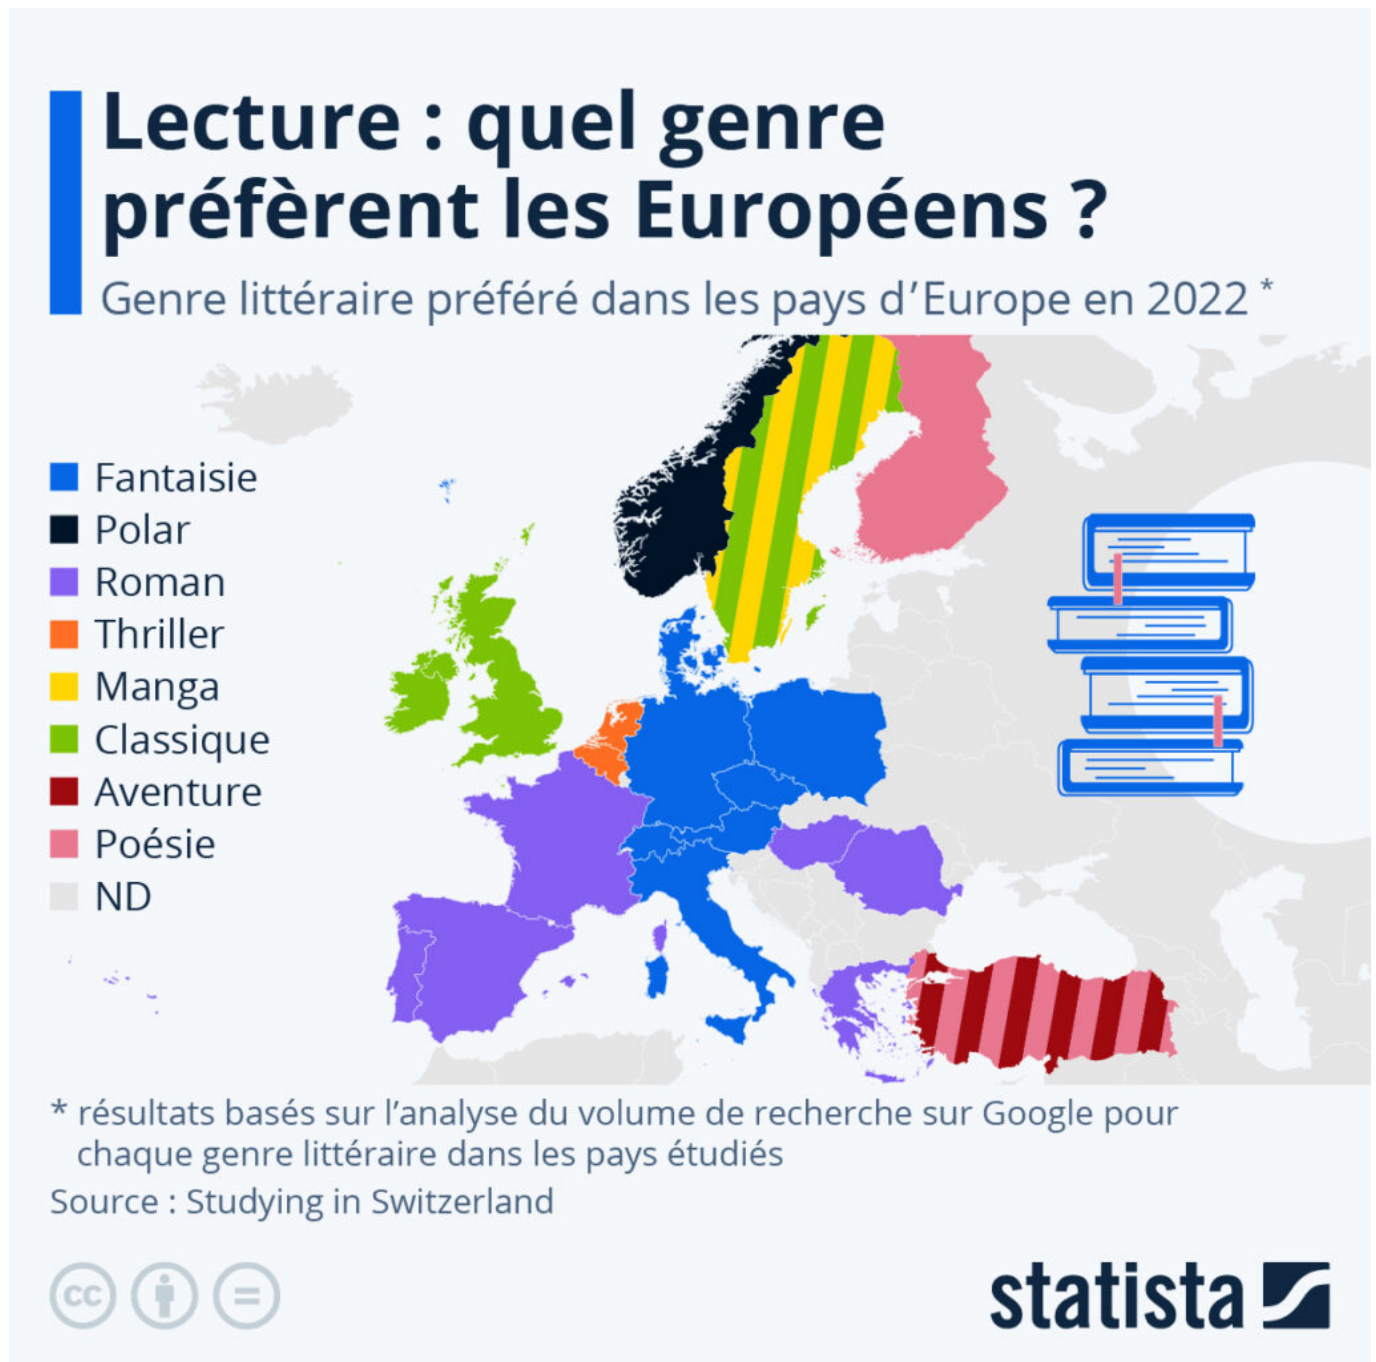 Lecture : quel genre
préfèrent les Européens ?
Genre littéraire préféré dans les pays d’Europe en 2022 *
Fantaisie
Polar
Roman
Thriller
Manga
Classique
Aventure
Poésie
ND
* résultats basés sur l’analyse du volume de recherche sur Google pour
chaque genre littéraire dans les pays étudiés
Source : Studying in Switzerland
cc
statista